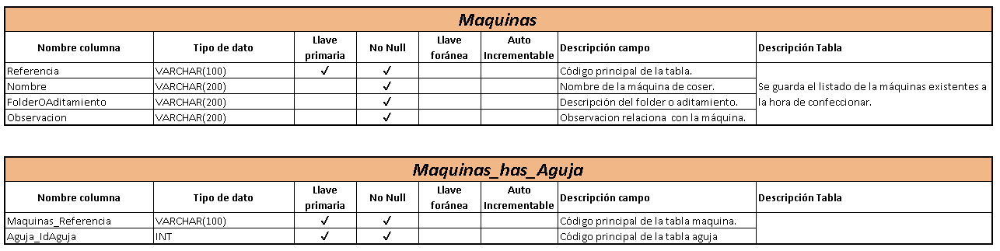 Maquinas
Nombre columna Tipo de dato Llave primaria No Null Llave foránea Auto Incrementable Descripción campo Descripción Tabla
Referencia VARCHAR(100) ✓ ✓ Código principal de la tabla.
Nombre VARCHAR(200) ✓ Nombre de la máquina de coser. Se guarda el listado de la máquinas existentes a
FolderOAditamiento VARCHAR(200) ✓ Descripción del folder o aditamiento. la hora de confeccionar.
Observacion VARCHAR(200) ✓ Observacion relaciona con la máquina.
Maquinas_has_Aguja
Nombre columna Tipo de dato Llave primaria No Null Llave foránea Auto Incrementable Descripción campo Descripción Tabla
Maquinas_Referencia VARCHAR(100) ✓ ✓ Código principal de la tabla maquina.
Aguja_IdAguja INT ✓ ✓ Código principal de la tabla aguja